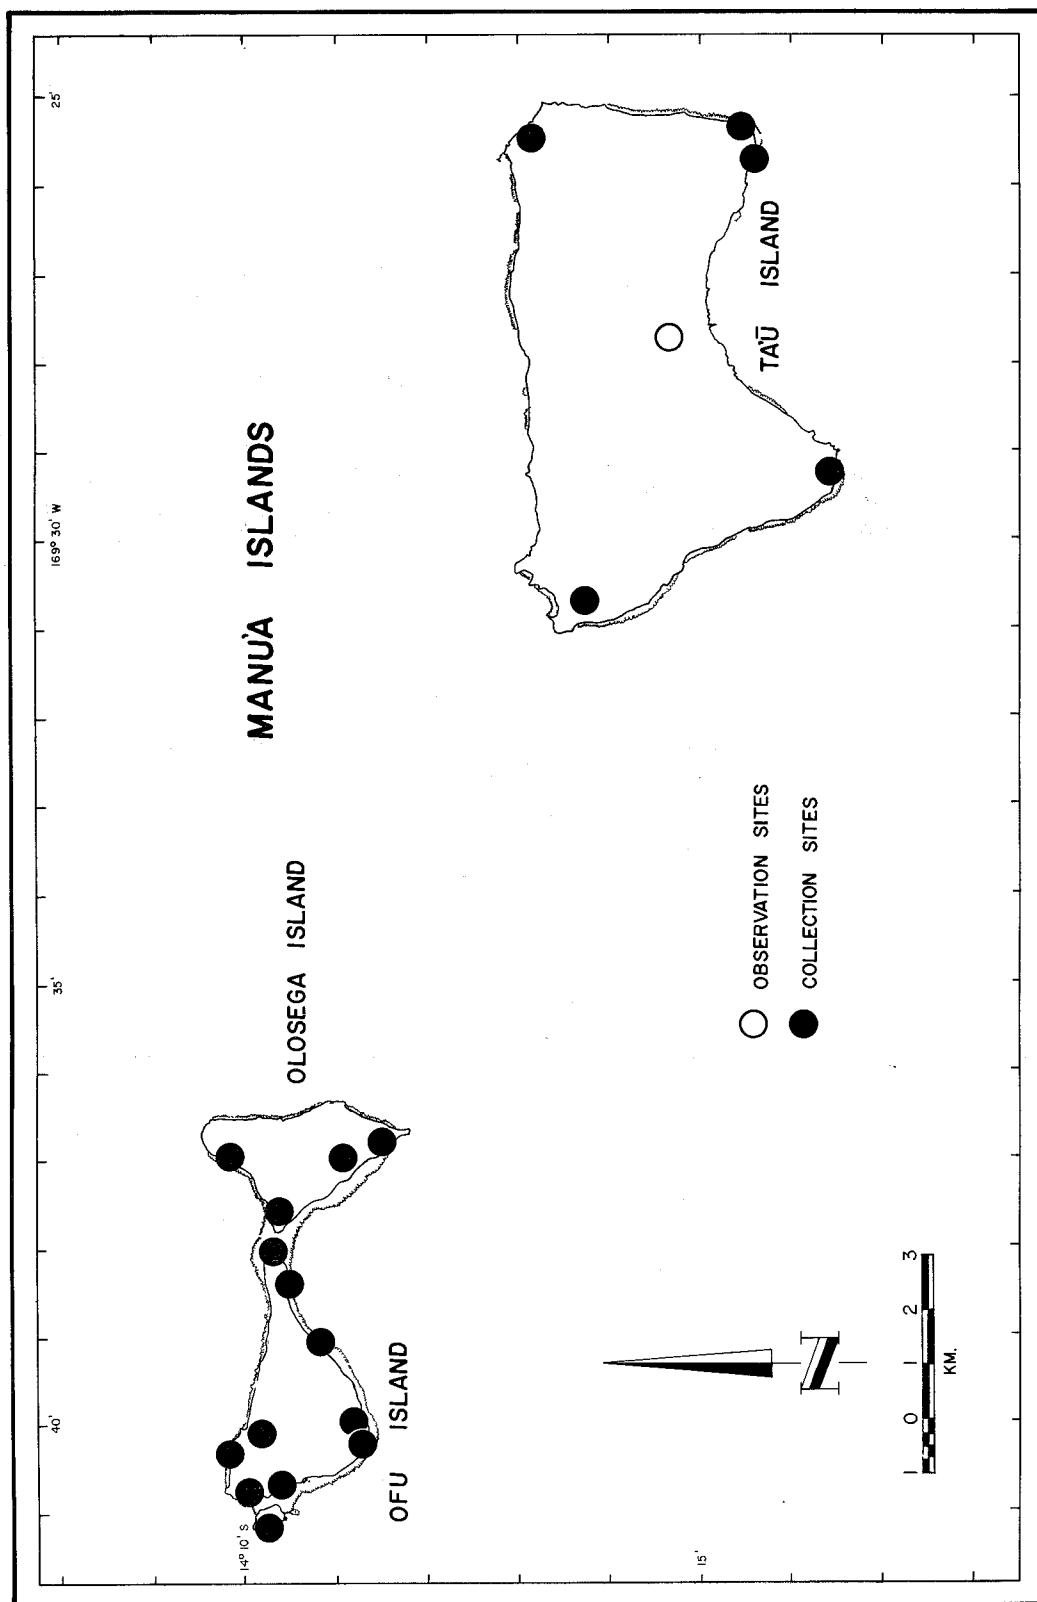 25'
169° 30' W
35'
40'
14° 10' S
15'
MANU'A ISLANDS
OLOSEGA ISLAND
OFU ISLAND
TA'Ū ISLAND
OBSERVATION SITES
COLLECTION SITES
N
1 0 1 2 3
KM.